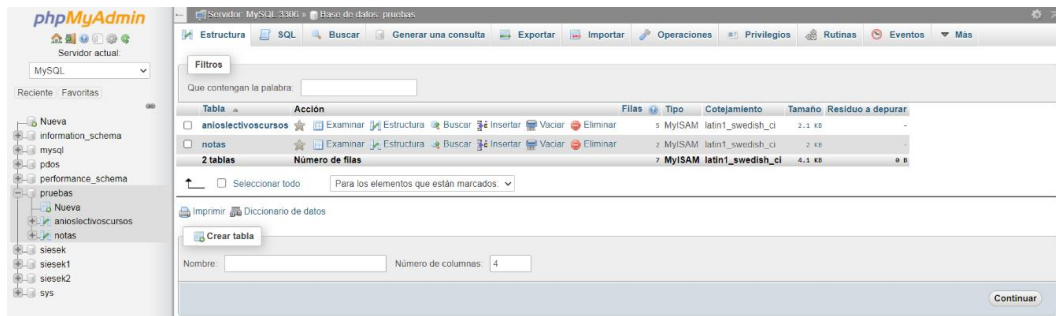 phpMyAdmin
Servidor actual:
MySQL
Reciente Favoritas
Nueva
information_schema
mysql
pdos
performance_schema
pruebas
Nueva
anioslectivoscursos
notas
siesek
siesek1
siesek2
sys
Servidor: MySQL:3306 » Base de datos: pruebas
Estructura SQL Buscar Generar una consulta Exportar Importar Operaciones Privilegios Rutinas Eventos Más
Filtros
Que contengan la palabra:
Tabla Acción Filas Tipo Cotejamiento Tamaño Residuo a depurar
anioslectivoscursos Examinar Estructura Buscar Insertar Vaciar Eliminar 5 MyISAM latin1_swedish_ci 2.1 KB -
notas Examinar Estructura Buscar Insertar Vaciar Eliminar 2 MyISAM latin1_swedish_ci 2 KB -
2 tablas Número de filas 7 MyISAM latin1_swedish_ci 4.1 KB 0 B
Seleccionar todo Para los elementos que están marcados:
Imprimir Diccionario de datos
Crear tabla
Nombre: Número de columnas: 4
Continuar